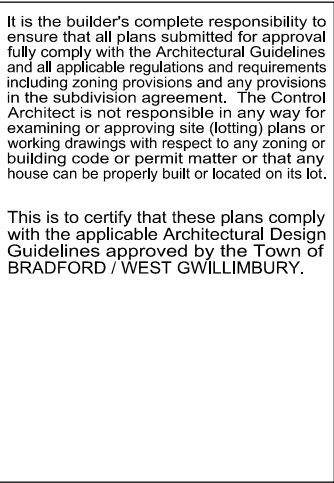 It is the builder's complete responsibility to
ensure that all plans submitted for approval
fully comply with the Architectural Guidelines
and all applicable regulations and requirements
including zoning provisions and any provisions
in the subdivision agreement. The Control
Architect is not responsible in any way for
examining or approving site (lotting) plans or
working drawings with respect to any zoning or
building code or permit matter or that any
house can be properly built or located on its lot.
This is to certify that these plans comply
with the applicable Architectural Design
Guidelines approved by the Town of
BRADFORD / WEST GWILLIMBURY.